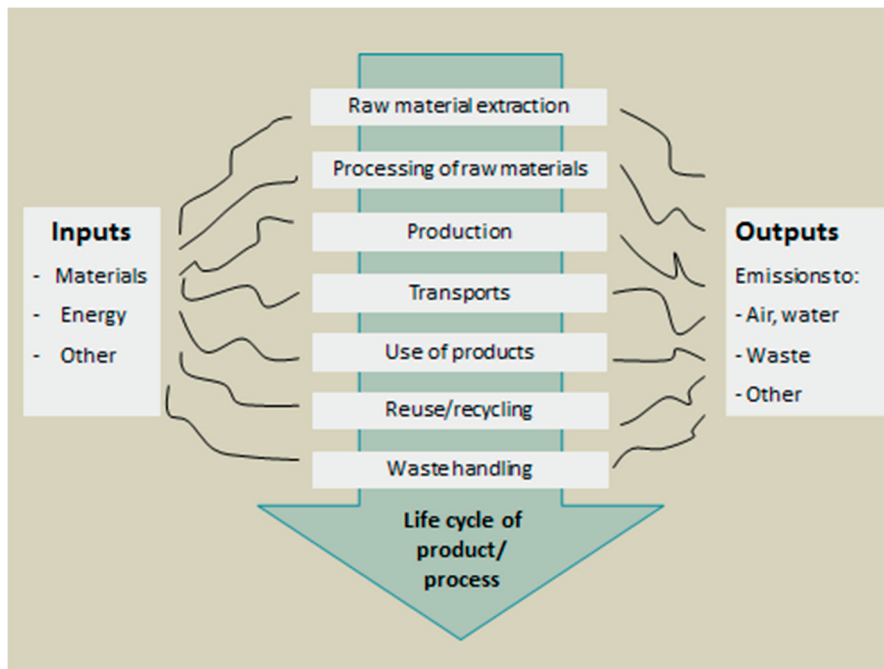 Raw material extraction
Processing of raw materials
Production
Transports
Use of products
Reuse/recycling
Waste handling
Inputs
- Materials
- Energy
- Other
Outputs
Emissions to:
- Air, water
- Waste
- Other
Life cycle of
product/
process